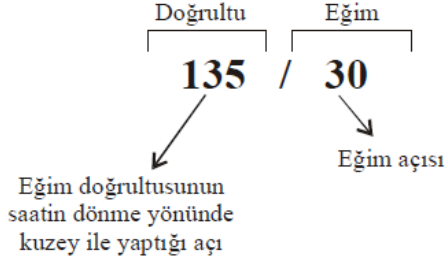 Doğrultu Eğim
135 / 30
Eğim açısı
Eğim doğrultusunun
saatin dönme yönünde
kuzey ile yaptığı açı